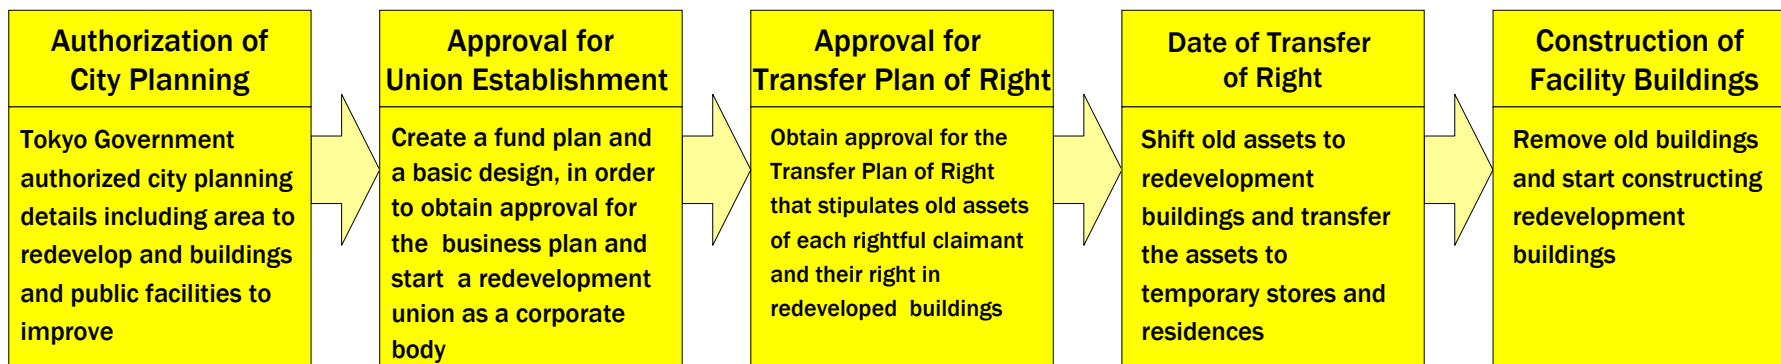 Authorization of
City Planning
Tokyo Government
authorized city planning
details including area to
redevelop and buildings
and public facilities to
improve
Approval for
Union Establishment
Create a fund plan and
a basic design, in order
to obtain approval for
the business plan and
start a redevelopment
union as a corporate
body
Approval for
Transfer Plan of Right
Obtain approval for the
Transfer Plan of Right
that stipulates old assets
of each rightful claimant
and their right in
redeveloped buildings
Date of Transfer
of Right
Shift old assets to
redevelopment
buildings and transfer
the assets to
temporary stores and
residences
Construction of
Facility Buildings
Remove old buildings
and start constructing
redevelopment
buildings